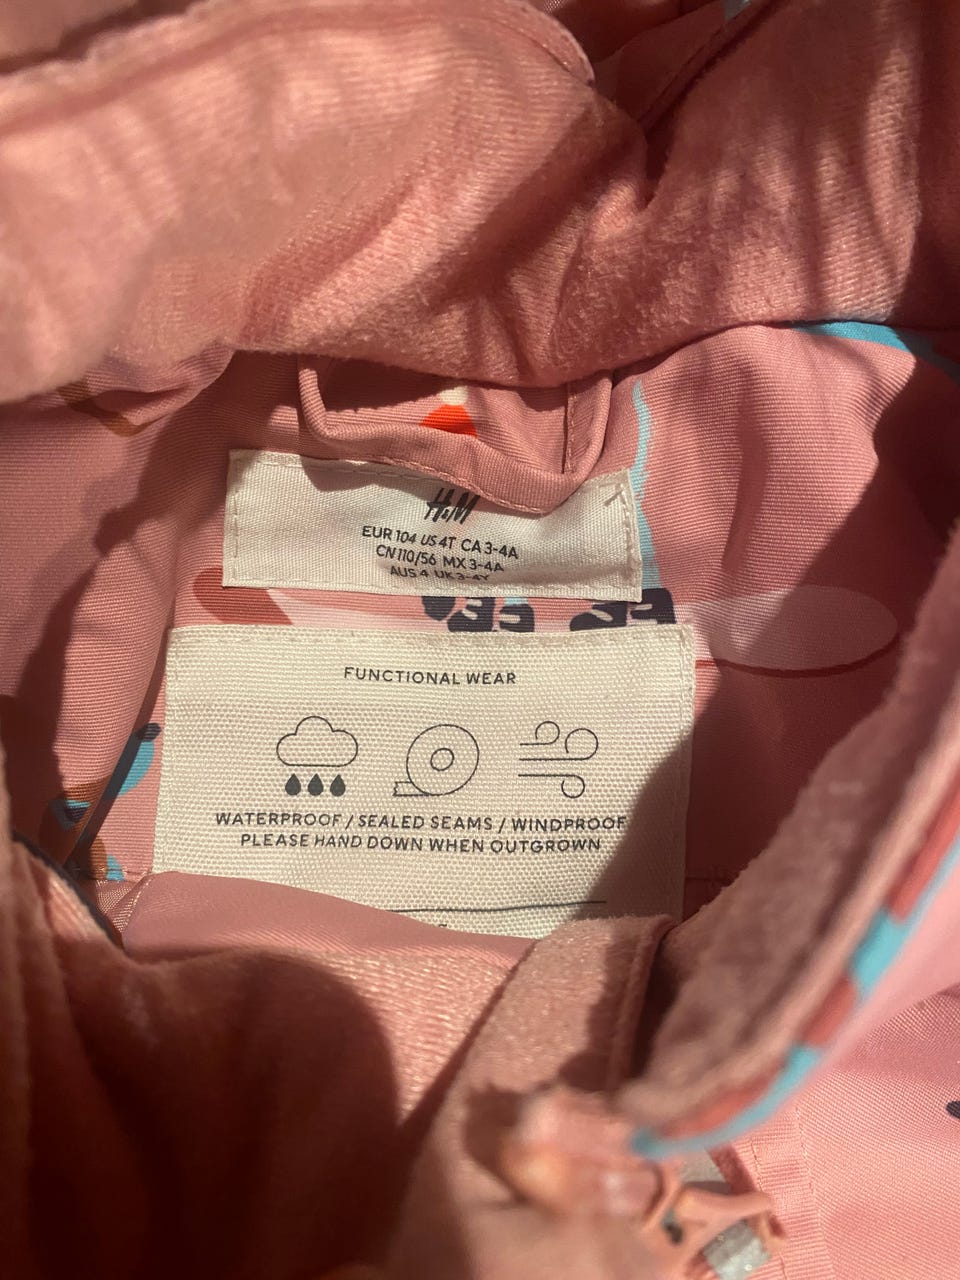 H&M
EUR 104 US 4T CA 3-4A
CN 110/56 MX 3-4A
AUS 4 UK 3-4Y
FUNCTIONAL WEAR
WATERPROOF / SEALED SEAMS / WINDPROOF
PLEASE HAND DOWN WHEN OUTGROWN